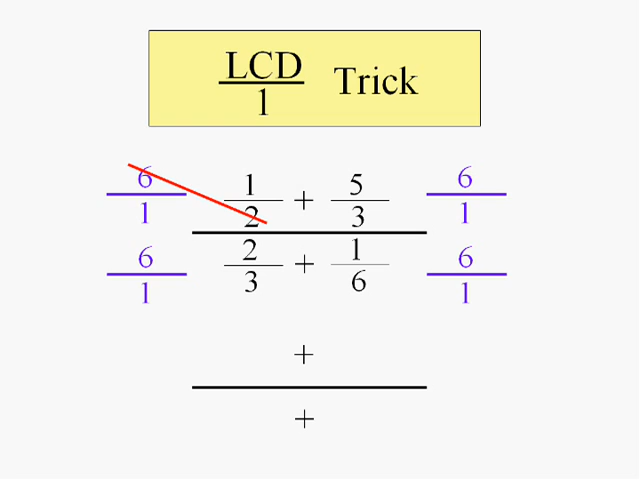 LCD
Trick
1
6 1 + 5 6
1 2 3 1
6 2 + 1 6
1 3 6 1
+
+